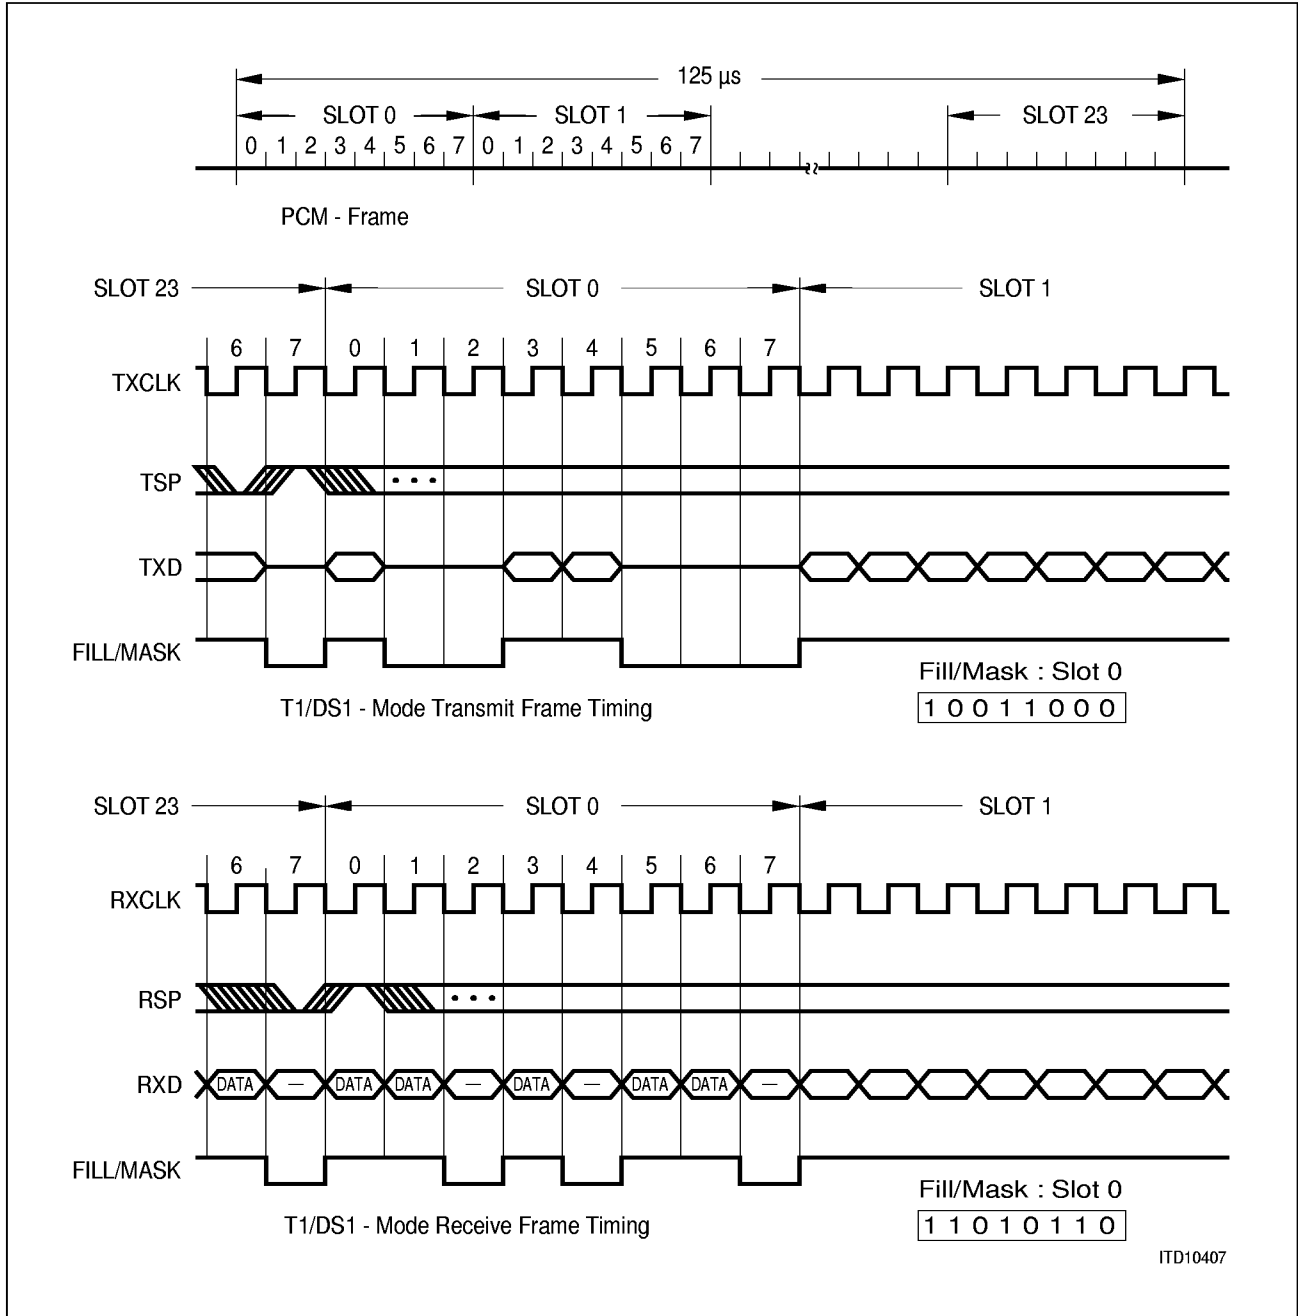 125 µs
SLOT 0 SLOT 1 SLOT 23
0 1 2 3 4 5 6 7 0 1 2 3 4 5 6 7
PCM - Frame
SLOT 23 SLOT 0 SLOT 1
6 7 0 1 2 3 4 5 6 7
TXCLK
TSP
TXD
FILL/MASK
Fill/Mask : Slot 0
T1/DS1 - Mode Transmit Frame Timing
1 0 0 1 1 0 0 0
SLOT 23 SLOT 0 SLOT 1
6 7 0 1 2 3 4 5 6 7
RXCLK
RSP
RXD DATA — DATA DATA — DATA — DATA DATA —
FILL/MASK
Fill/Mask : Slot 0
T1/DS1 - Mode Receive Frame Timing
1 1 0 1 0 1 1 0
ITD10407